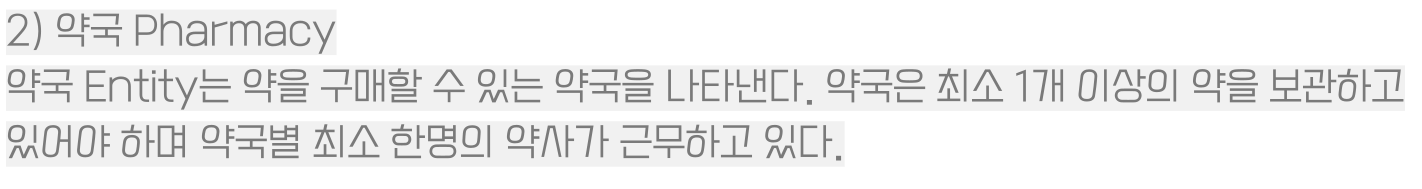 2) 약국 Pharmacy
약국 Entity는 약을 구매할 수 있는 약국을 나타낸다. 약국은 최소 1개 이상의 약을 보관하고
있어야 하며 약국별 최소 한명의 약사가 근무하고 있다.